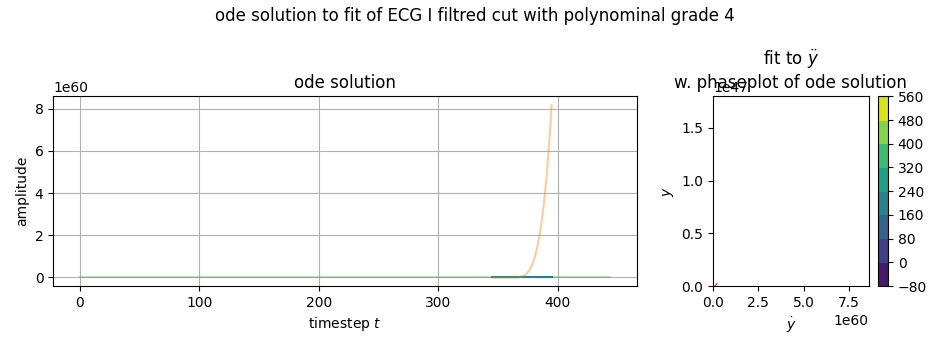 ode solution to fit of ECG I filtred cut with polynominal grade 4
ode solution
1e60
8
6
4
2
0
amplitude
0 100 200 300 400
timestep t
fit to ÿ
w. phaseplot of ode solution
1e47
1.5
1.0
0.5
0.0
y
0.0 2.5 5.0 7.5
1e60
ẏ
560
480
400
320
240
160
80
0
−80